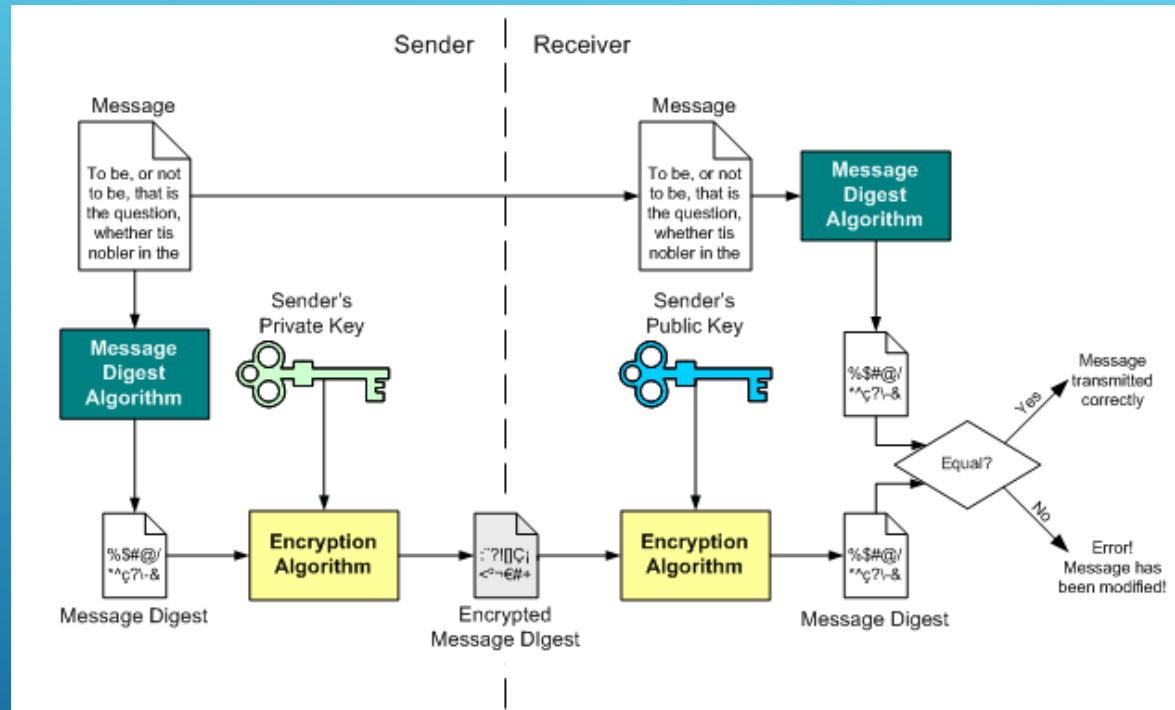 Sender
Receiver
Message
To be, or not
to be, that is
the question,
whether tis
nobler in the
Message
To be, or not
to be, that is
the question,
whether tis
nobler in the
Message
Digest
Algorithm
Message
Digest
Algorithm
Sender's
Private Key
Sender's
Public Key
%$#@/
*^ç?\-&
Equal?
Yes
Message
transmitted
correctly
No
Error!
Message has
been modified!
%$#@/
*^ç?\-&
Message Digest
Encryption
Algorithm
:¨?![]Ç¡
<º¬€#+
Encrypted
Message DIgest
Encryption
Algorithm
%$#@/
*^ç?\-&
Message Digest